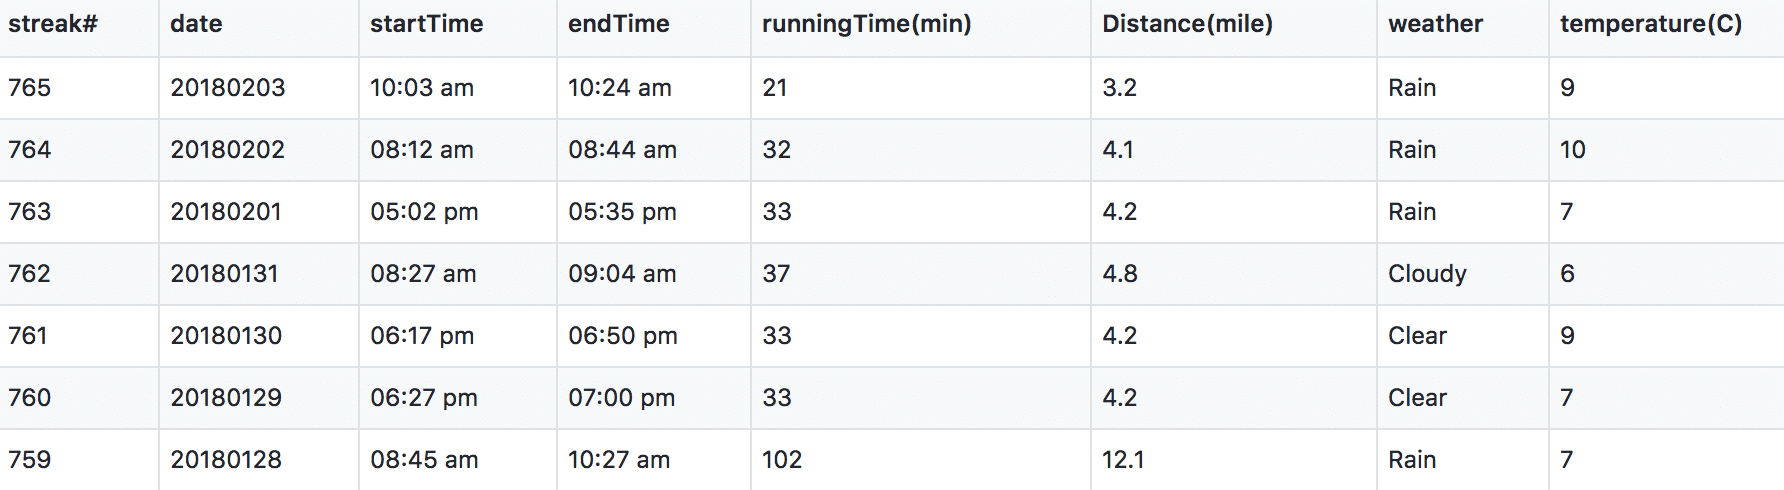 streak# date startTime endTime runningTime(min) Distance(mile) weather temperature(C)
765 20180203 10:03 am 10:24 am 21 3.2 Rain 9
764 20180202 08:12 am 08:44 am 32 4.1 Rain 10
763 20180201 05:02 pm 05:35 pm 33 4.2 Rain 7
762 20180131 08:27 am 09:04 am 37 4.8 Cloudy 6
761 20180130 06:17 pm 06:50 pm 33 4.2 Clear 9
760 20180129 06:27 pm 07:00 pm 33 4.2 Clear 7
759 20180128 08:45 am 10:27 am 102 12.1 Rain 7